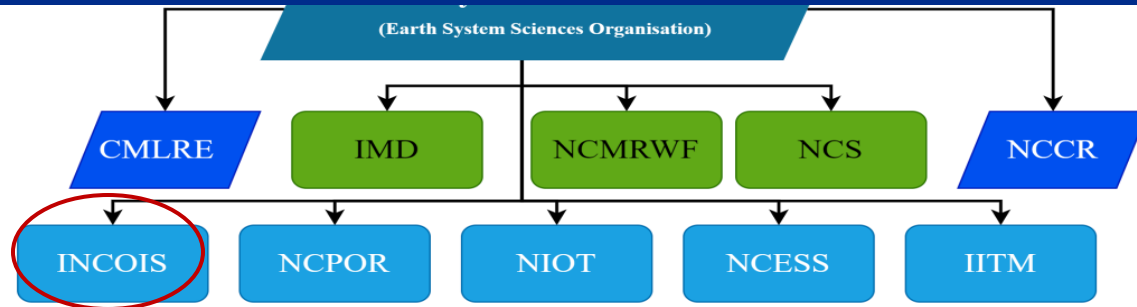 (Earth System Sciences Organisation)
CMLRE
IMD
NCMRWF
NCS
NCCR
INCOIS
NCPOR
NIOT
NCESS
IITM